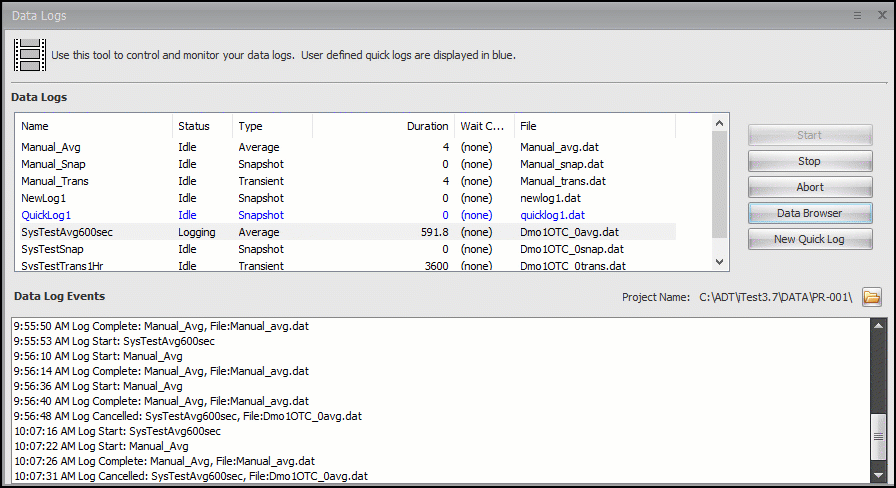 Data Logs
Use this tool to control and monitor your data logs. User defined quick logs are displayed in blue.
Data Logs
Name Status Type Duration Wait C... File
Manual_Avg Idle Average 4 (none) Manual_avg.dat
Manual_Snap Idle Snapshot 0 (none) Manual_snap.dat
Manual_Trans Idle Transient 4 (none) Manual_trans.dat
NewLog1 Idle Snapshot 0 (none) newlog1.dat
QuickLog1 Idle Snapshot 0 (none) quicklog1.dat
SysTestAvg600sec Logging Average 591.8 (none) Dmo1OTC_0avg.dat
SysTestSnap Idle Snapshot 0 (none) Dmo1OTC_0snap.dat
SysTestTrans1Hr Idle Transient 3600 (none) Dmo1OTC_0trans.dat
Start
Stop
Abort
Data Browser
New Quick Log
Data Log Events
Project Name: C:\ADT\iTest3.7\DATA\PR-001\
9:55:50 AM Log Complete: Manual_Avg, File:Manual_avg.dat
9:55:53 AM Log Start: SysTestAvg600sec
9:56:10 AM Log Start: Manual_Avg
9:56:14 AM Log Complete: Manual_Avg, File:Manual_avg.dat
9:56:36 AM Log Start: Manual_Avg
9:56:40 AM Log Complete: Manual_Avg, File:Manual_avg.dat
9:56:48 AM Log Cancelled: SysTestAvg600sec, File:Dmo1OTC_0avg.dat
10:07:16 AM Log Start: SysTestAvg600sec
10:07:22 AM Log Start: Manual_Avg
10:07:26 AM Log Complete: Manual_Avg, File:Manual_avg.dat
10:07:31 AM Log Cancelled: SysTestAvg600sec, File:Dmo1OTC_0avg.dat